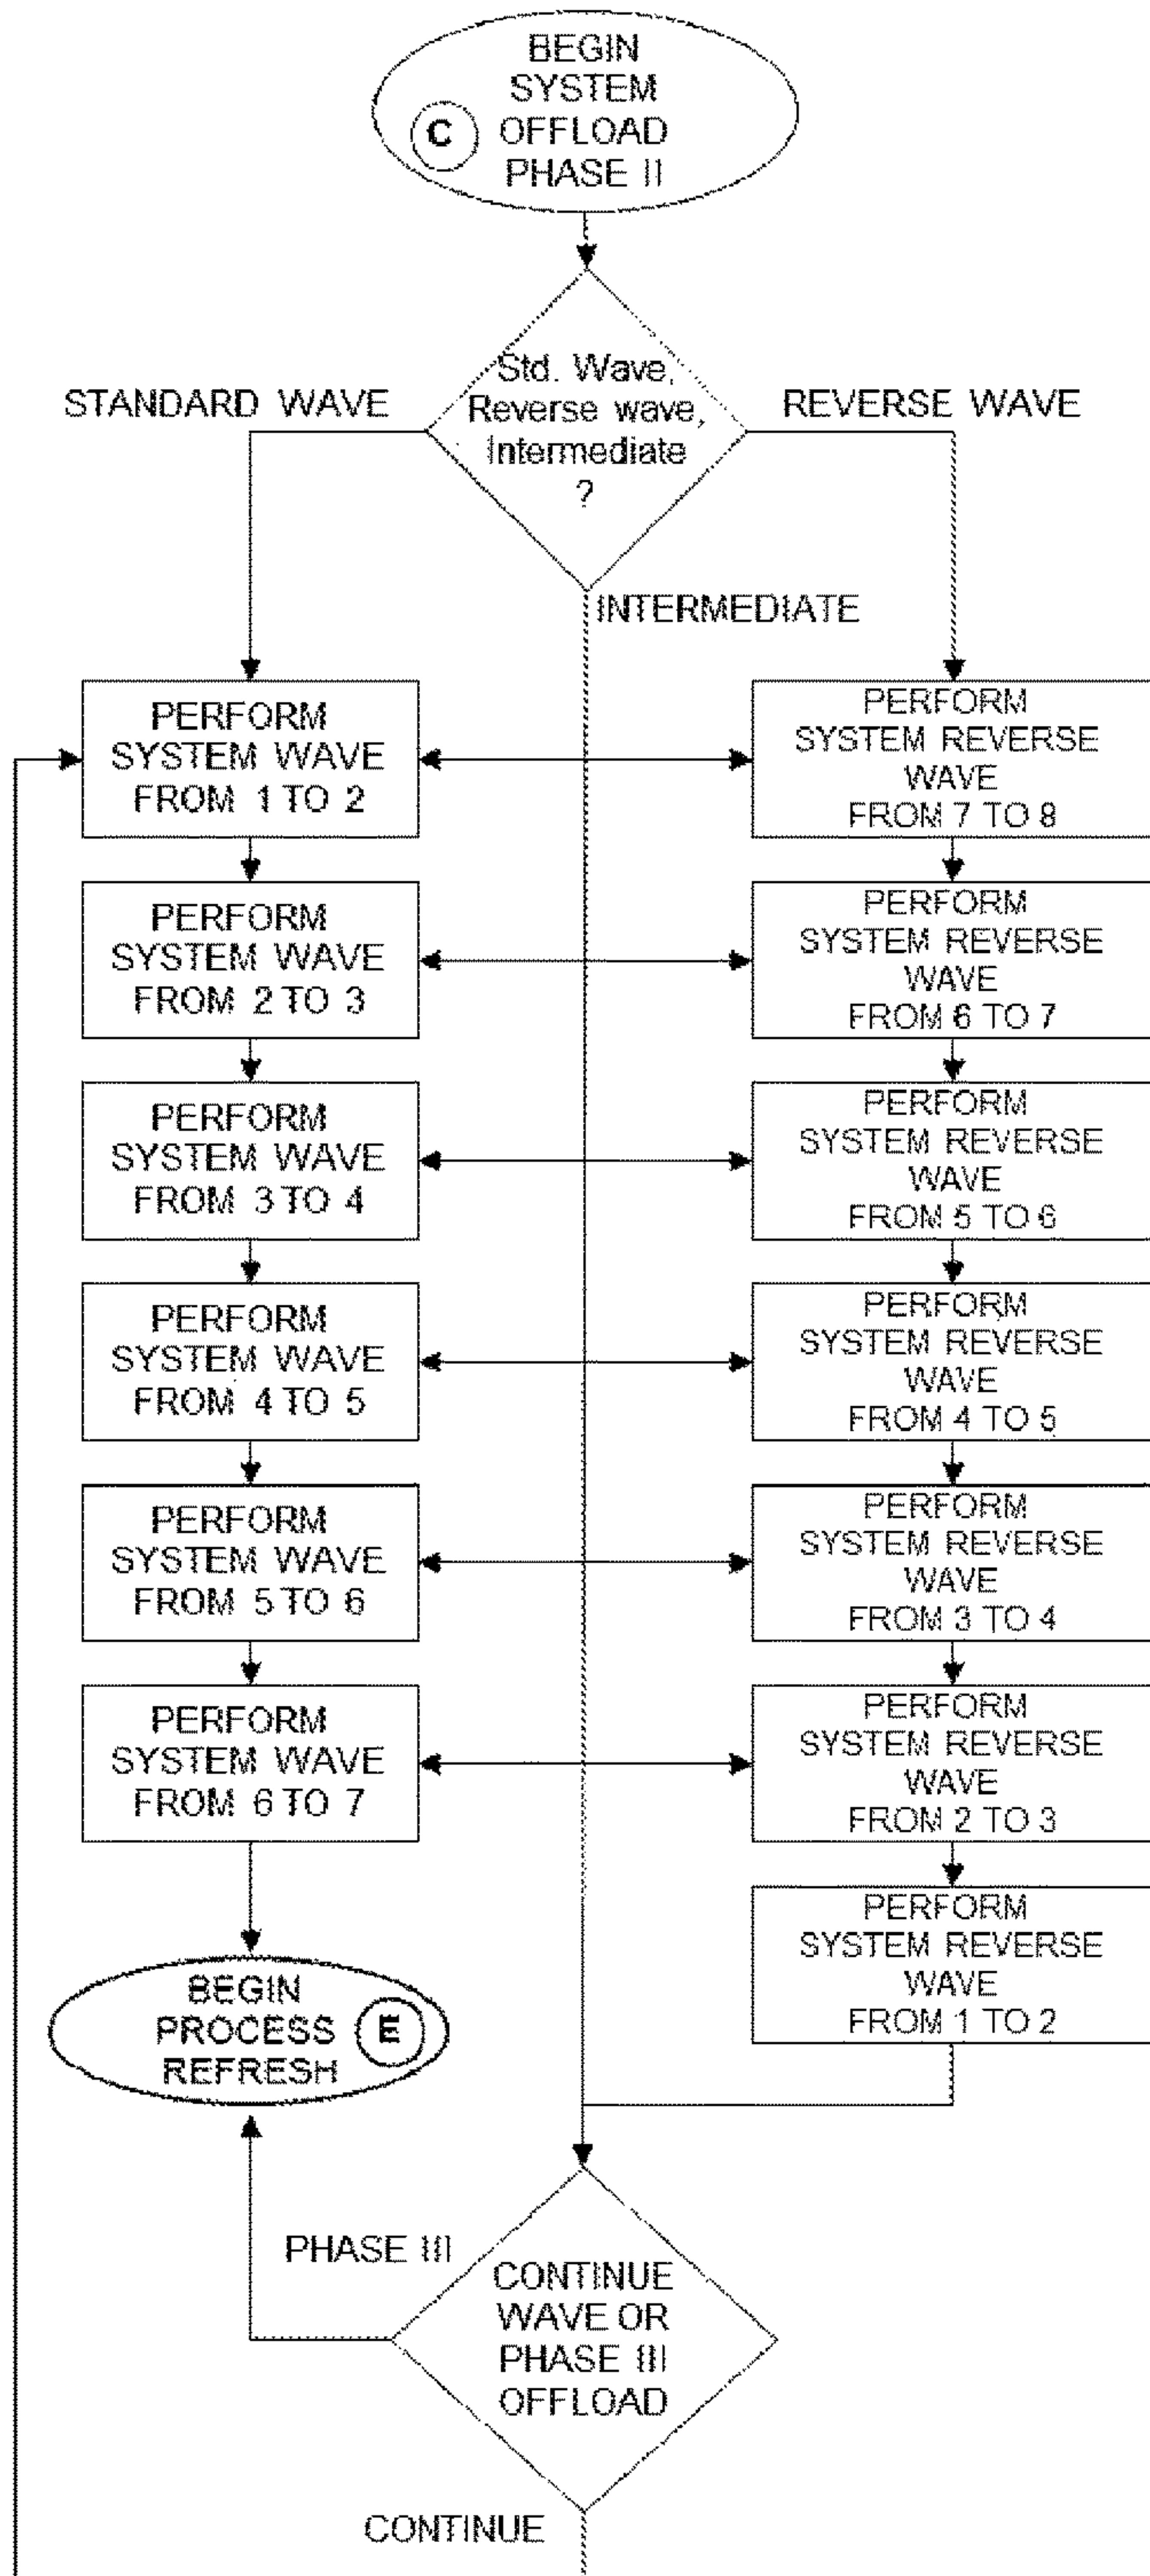 BEGIN
SYSTEM
OFFLOAD
PHASE II
C
Std. Wave,
Reverse wave,
Intermediate
?
STANDARD WAVE
REVERSE WAVE
INTERMEDIATE
PERFORM
SYSTEM WAVE
FROM 1 TO 2
PERFORM
SYSTEM REVERSE
WAVE
FROM 7 TO 8
PERFORM
SYSTEM WAVE
FROM 2 TO 3
PERFORM
SYSTEM REVERSE
WAVE
FROM 6 TO 7
PERFORM
SYSTEM WAVE
FROM 3 TO 4
PERFORM
SYSTEM REVERSE
WAVE
FROM 5 TO 6
PERFORM
SYSTEM WAVE
FROM 4 TO 5
PERFORM
SYSTEM REVERSE
WAVE
FROM 4 TO 5
PERFORM
SYSTEM WAVE
FROM 5 TO 6
PERFORM
SYSTEM REVERSE
WAVE
FROM 3 TO 4
PERFORM
SYSTEM WAVE
FROM 6 TO 7
PERFORM
SYSTEM REVERSE
WAVE
FROM 2 TO 3
PERFORM
SYSTEM REVERSE
WAVE
FROM 1 TO 2
BEGIN
PROCESS
REFRESH
E
PHASE III
CONTINUE
WAVE OR
PHASE III
OFFLOAD
CONTINUE